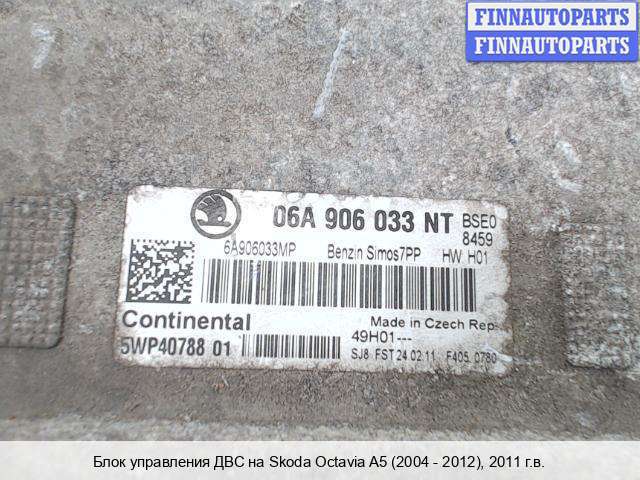 FINNAUTOPARTS
FINNAUTOPARTS
06A 906 033 NT BSE0
8459
6A906033MP Benzin Simos7PP HW H01
Continental
Made in Czech Rep-
49H01---
5WP40788 01
SJ8 FST 24 02 11 F405 0780
Блок управления ДВС на Skoda Octavia A5 (2004 - 2012), 2011 г.в.